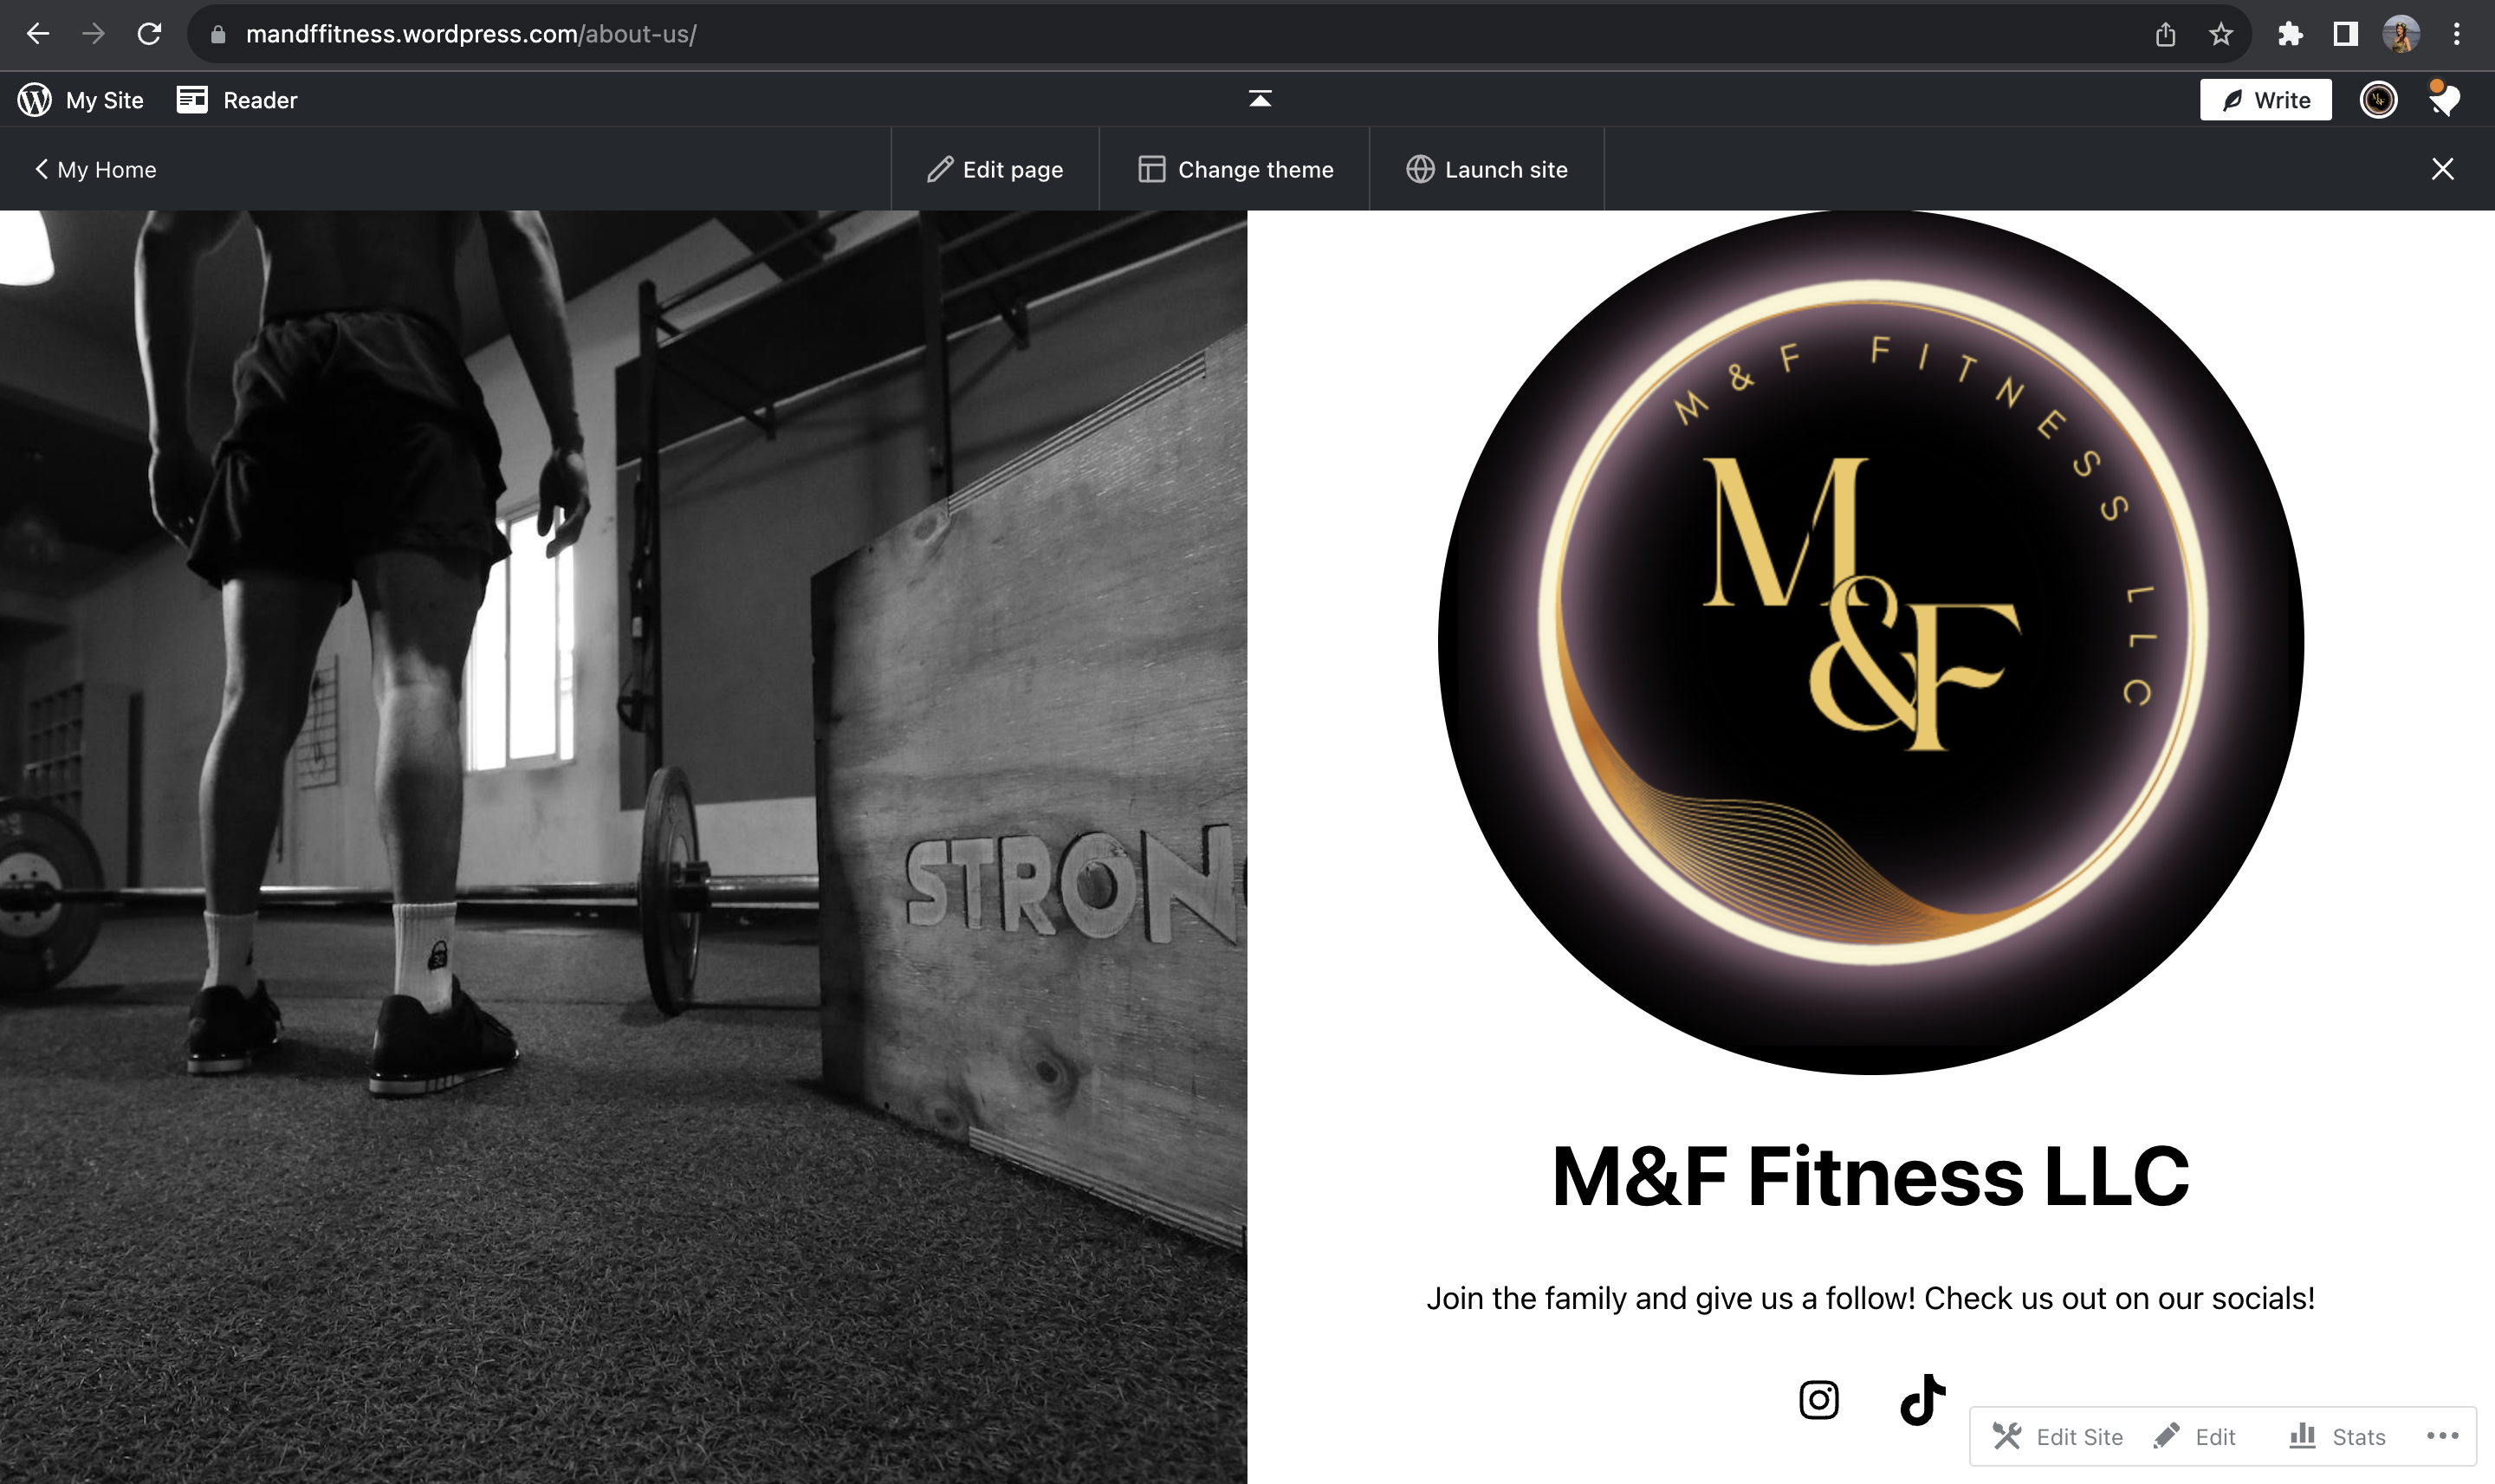 mandffitness.wordpress.com/about-us/
My Site
Reader
Write
My Home
Edit page
Change theme
Launch site
STRON
M & F FITNESS LLC
M&F
M&F Fitness LLC
Join the family and give us a follow! Check us out on our socials!
Edit Site
Edit
Stats